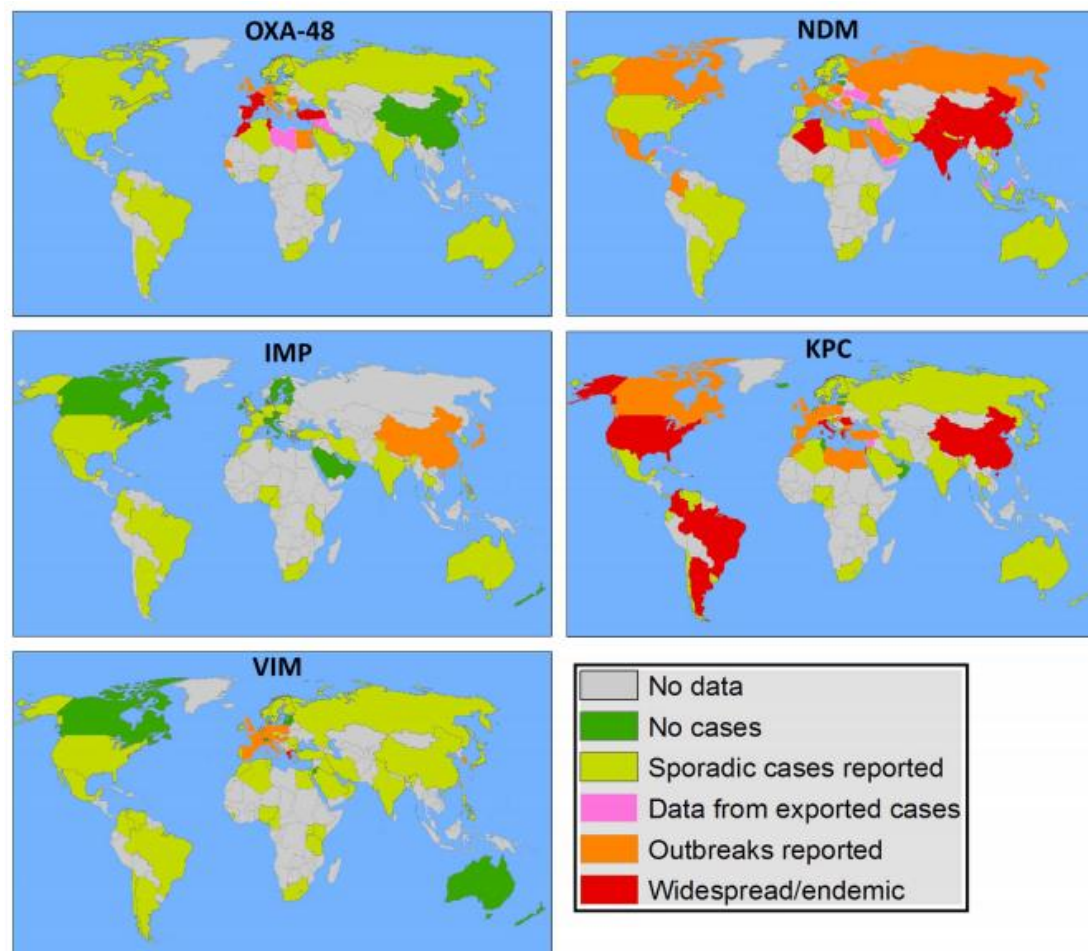 OXA-48
NDM
IMP
KPC
VIM
No data
No cases
Sporadic cases reported
Data from exported cases
Outbreaks reported
Widespread/endemic